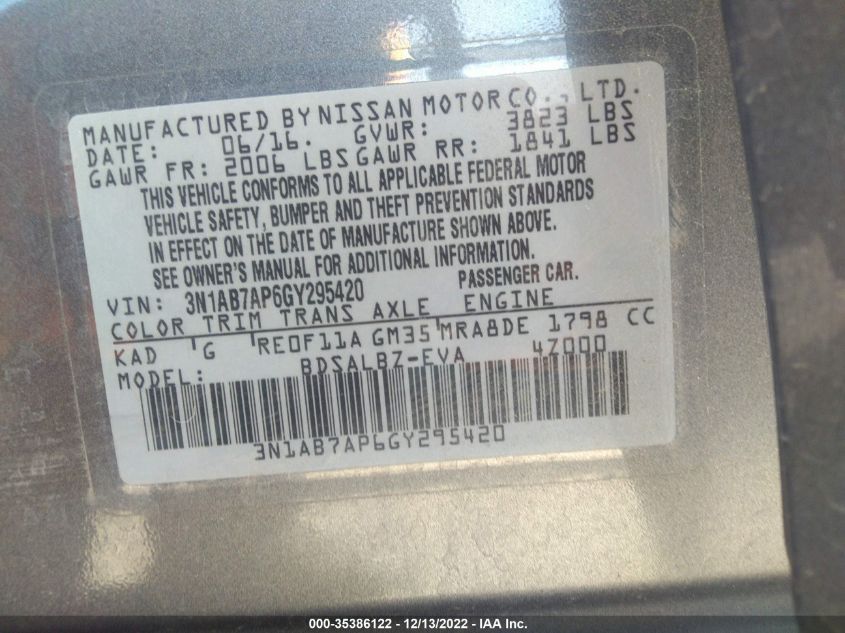 MANUFACTURED BY NISSAN MOTOR CO., LTD.
DATE: 06/16. GVWR: 3823 LBS
GAWR FR: 2006 LBS GAWR RR: 1841 LBS
THIS VEHICLE CONFORMS TO ALL APPLICABLE FEDERAL MOTOR
VEHICLE SAFETY, BUMPER AND THEFT PREVENTION STANDARDS
IN EFFECT ON THE DATE OF MANUFACTURE SHOWN ABOVE.
SEE OWNER'S MANUAL FOR ADDITIONAL INFORMATION.
VIN: 3N1AB7AP6GY295420 PASSENGER CAR.
COLOR TRIM TRANS AXLE ENGINE
KAD 'G 'RE0F11A GM35'MRA8DE 1798 CC
MODEL: BDSALBZ-EVA 4Z000
3N1AB7AP6GY295420
000-35386122 - 12/13/2022 - IAA Inc.